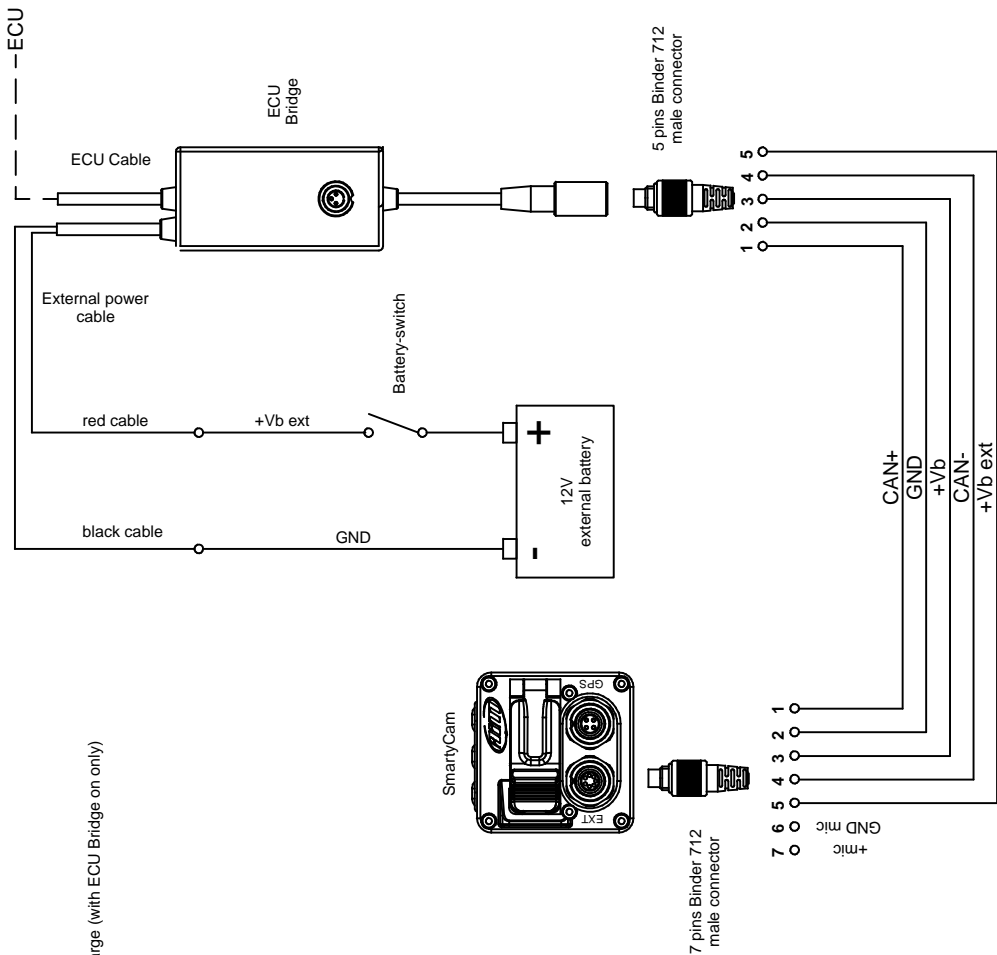 ECU
ECU Cable
ECU
Bridge
5 pins Binder 712
male connector
1
2
3
4
5
External power
cable
Battery-switch
red cable
+Vb ext
+
12V
external battery
-
black cable
GND
CAN+
GND
+Vb
CAN-
+Vb ext
SmartyCam
GPS
EXT
(with ECU Bridge on only)
7 pins Binder 712
male connector
1
2
3
4
5
6 GND mic
7 +mic